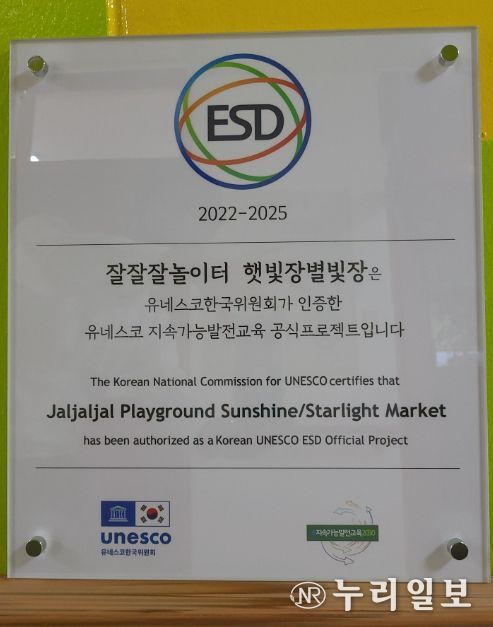 ESD
2022-2025
잘잘잘놀이터 햇빛장별빛장은
유네스코한국위원회가 인증한
유네스코 지속가능발전교육 공식프로젝트입니다
The Korean National Commission for UNESCO certifies that
Jaljaljal Playground Sunshine/Starlight Market
has been authorized as a Korean UNESCO ESD Official Project
unesco
유네스코한국위원회
지속가능발전교육2030
NR 누리일보